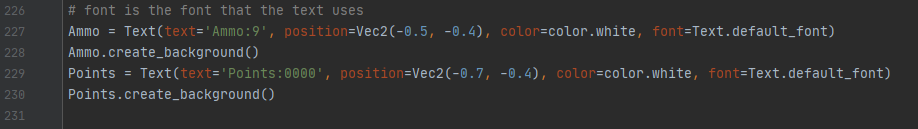 226 # font is the font that the text uses
227 Ammo = Text(text='Ammo:9', position=Vec2(-0.5, -0.4), color=color.white, font=Text.default_font)
228 Ammo.create_background()
229 Points = Text(text='Points:0000', position=Vec2(-0.7, -0.4), color=color.white, font=Text.default_font)
230 Points.create_background()
231